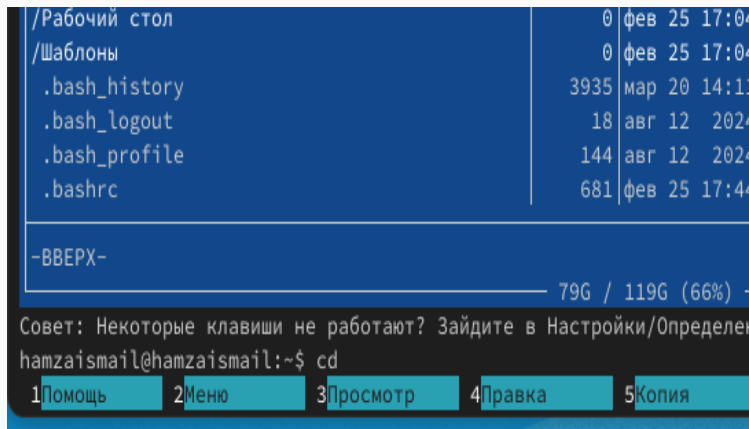 /Рабочий стол 0 фев 25 17:04
/Шаблоны 0 фев 25 17:04
.bash_history 3935 мар 20 14:11
.bash_logout 18 авг 12 2024
.bash_profile 144 авг 12 2024
.bashrc 681 фев 25 17:44
-ВВЕРХ-
79G / 119G (66%)
Совет: Некоторые клавиши не работают? Зайдите в Настройки/
hamzaismail@hamzaismail:~$ cd
1Помощь 2Меню 3Просмотр 4Правка 5Копия